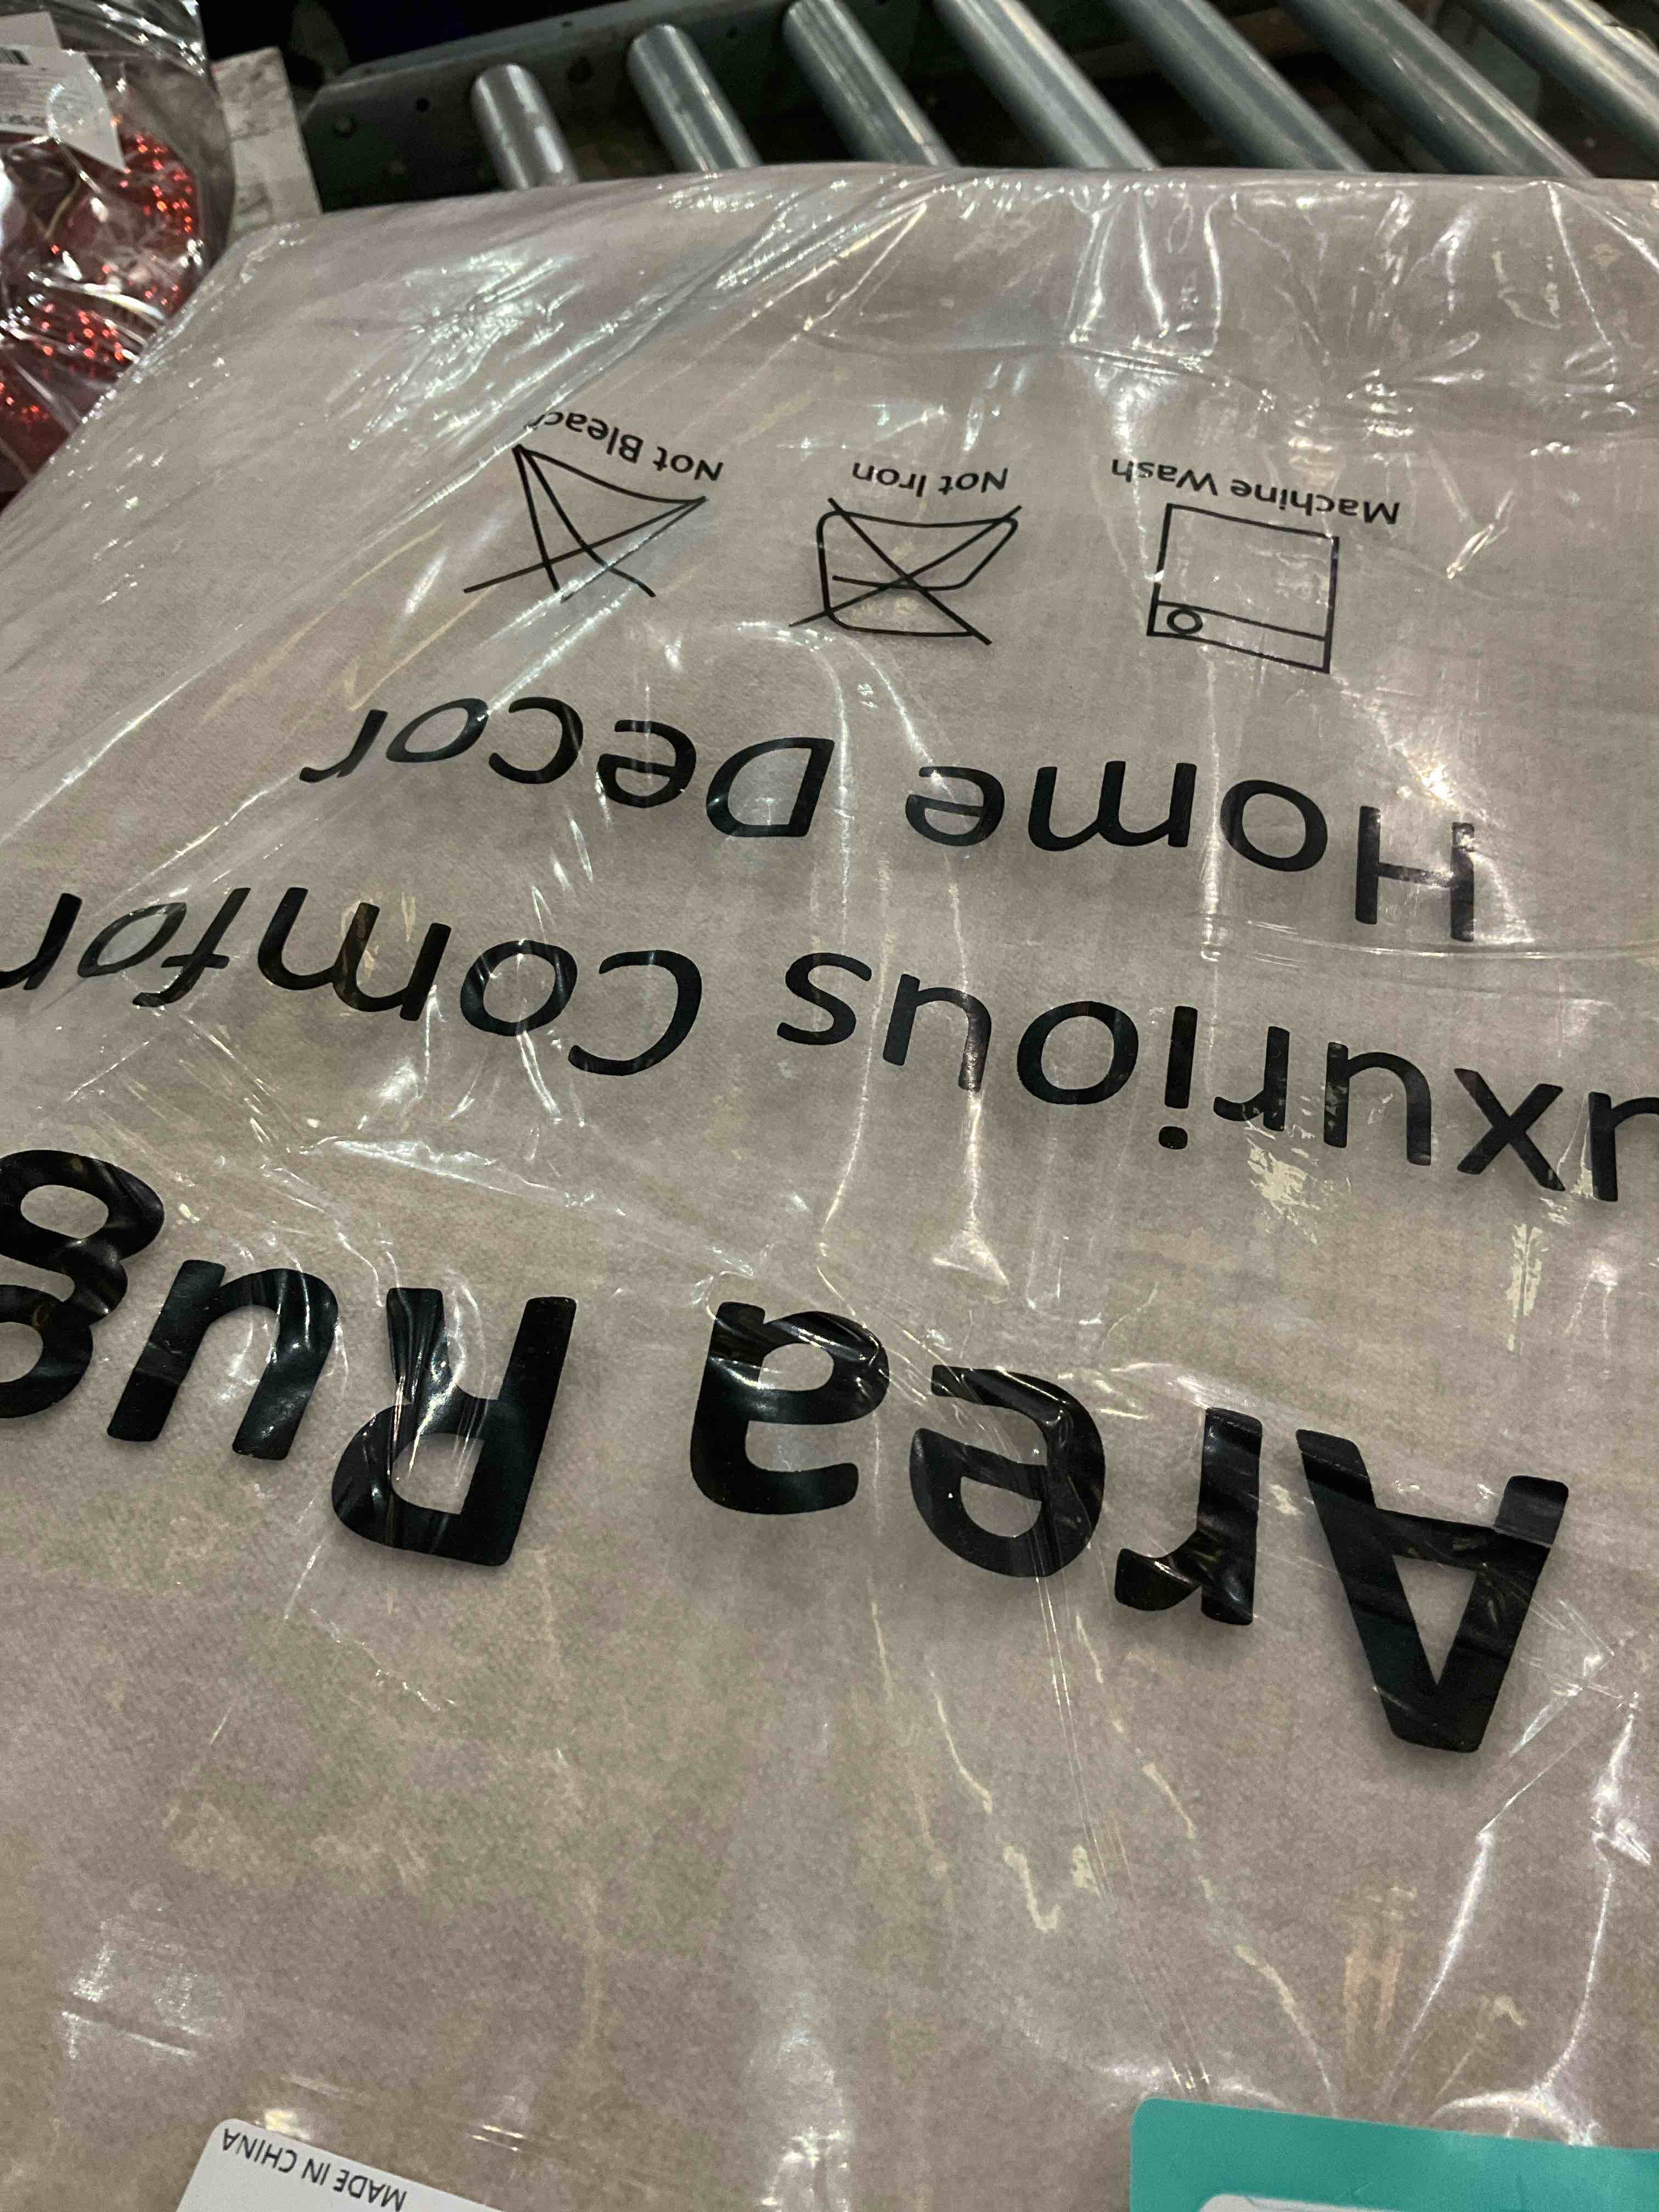 MADE IN CHINA
Area Rug
uxurious Comfor
Home Decor
Machine Wash Not Iron Not Bleach